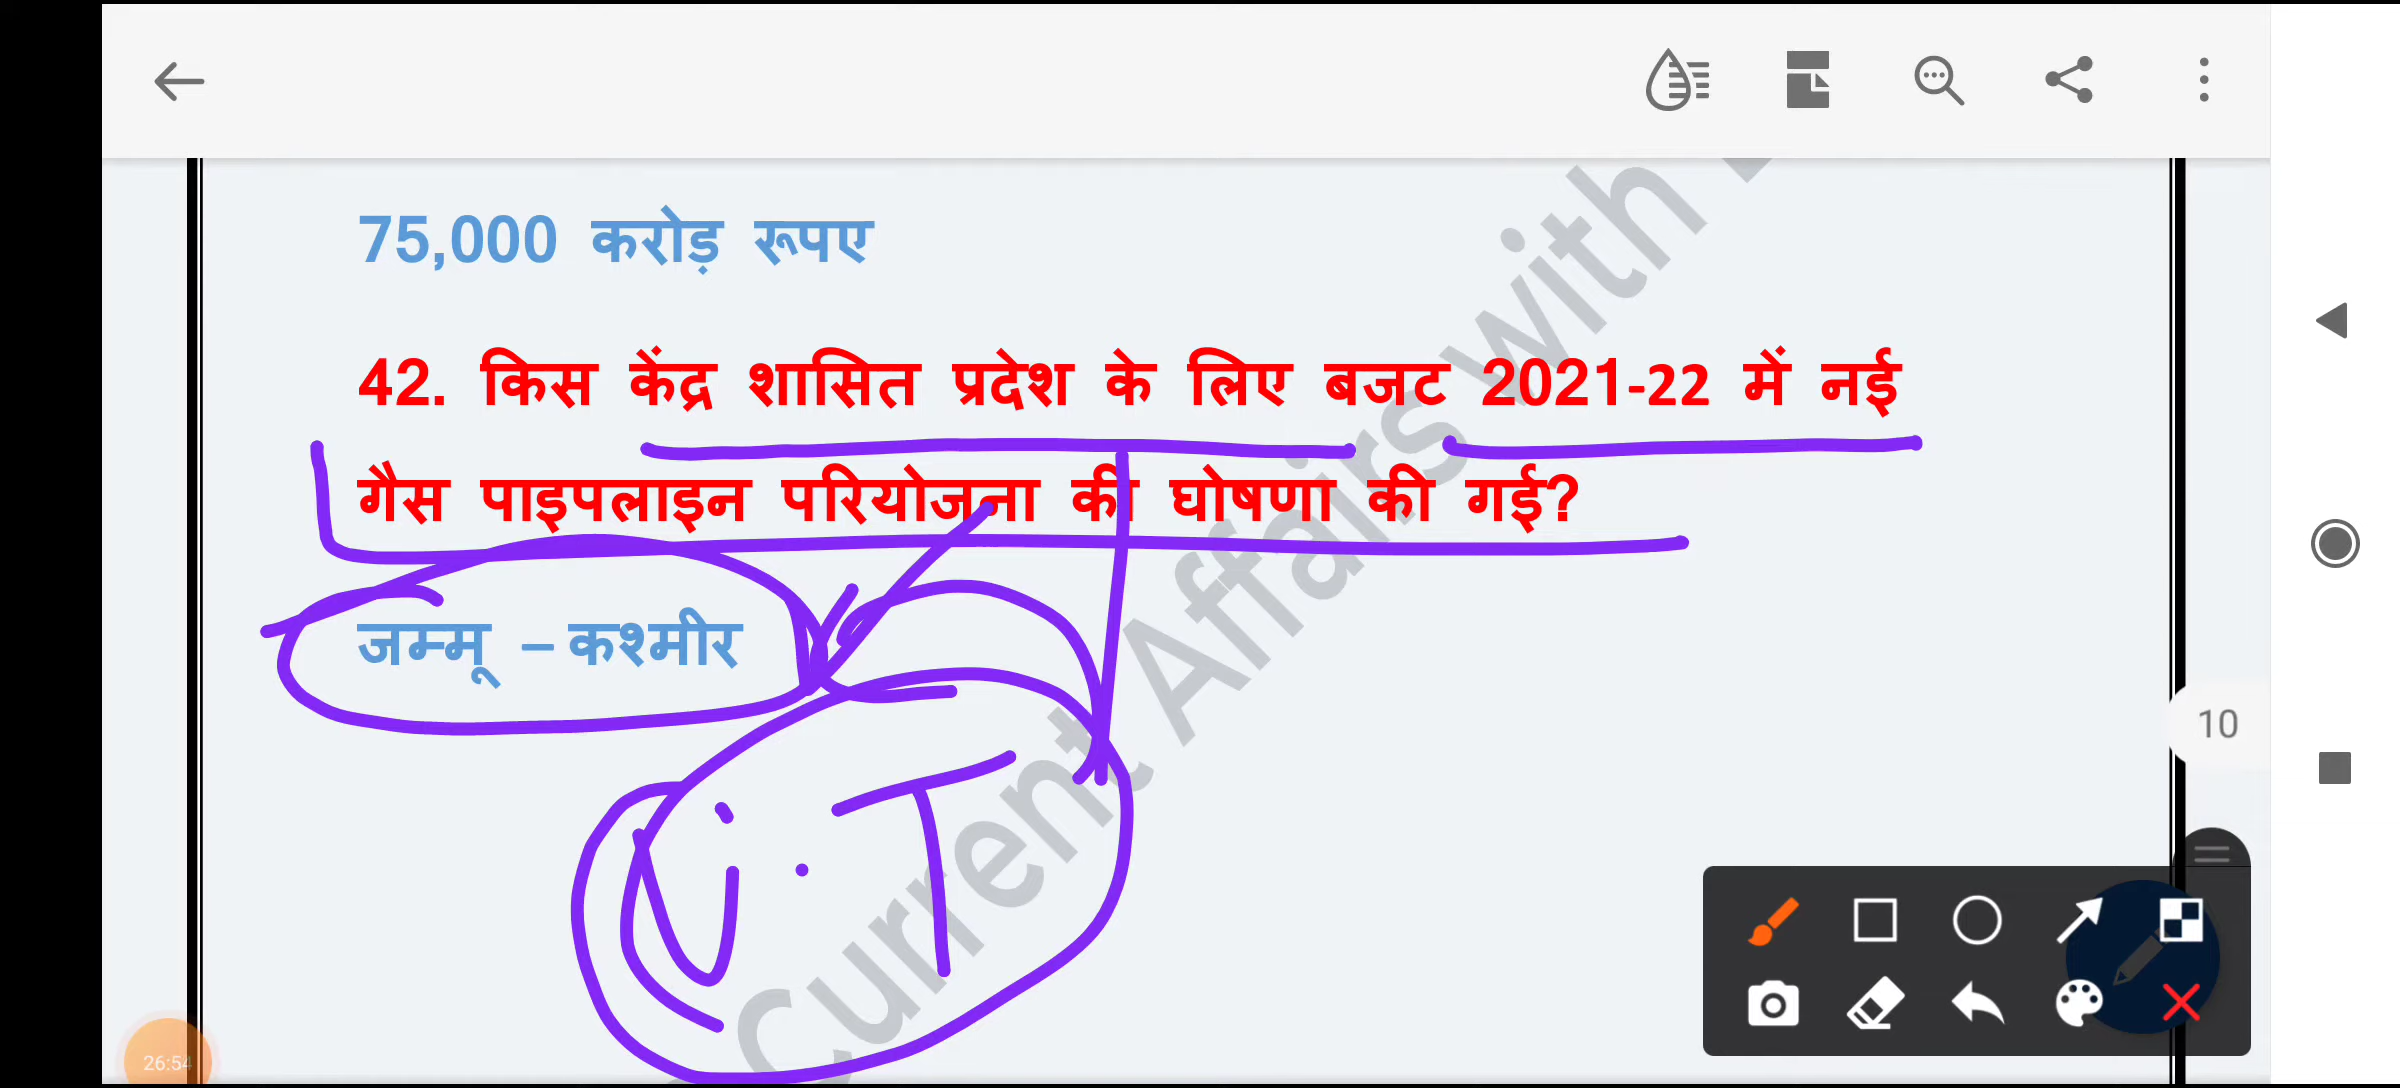 75,000 करोड़ रूपए
42. किस केंद्र शासित प्रदेश के लिए बजट 2021-22 में नई
गैस पाइपलाइन परियोजना की घोषणा की गई?
जम्मू – कश्मीर
U.T
Current Affairs with
10
26:54